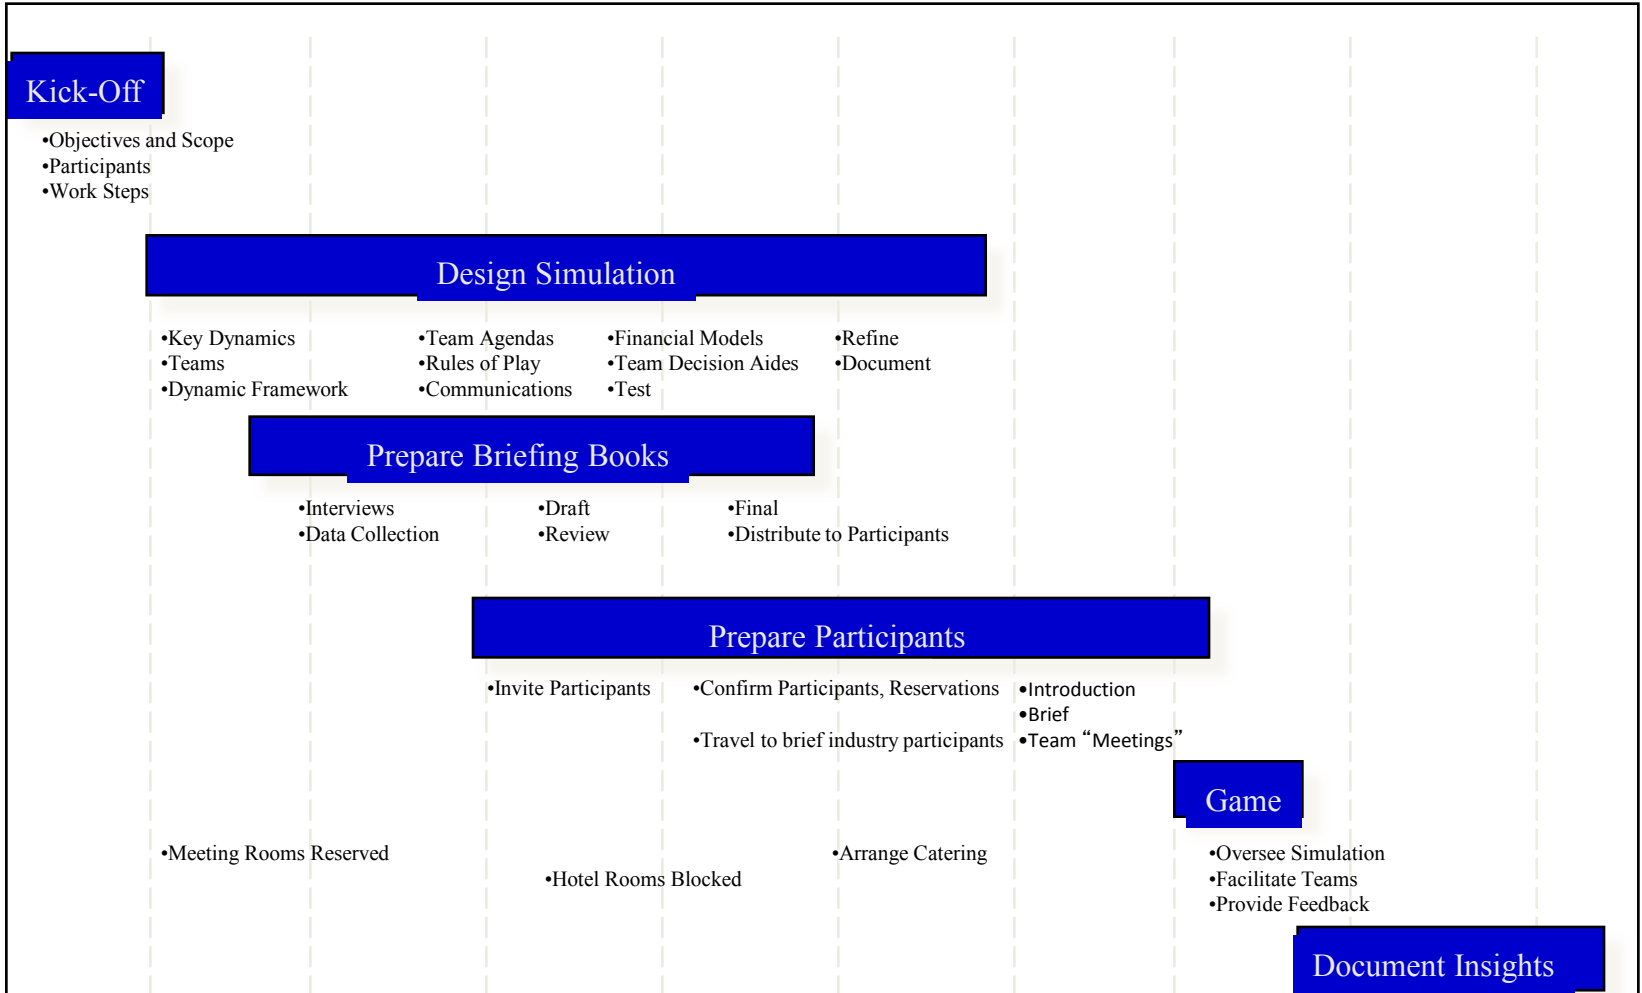 Kick-Off
•Objectives and Scope
•Participants
•Work Steps
Design Simulation
•Key Dynamics
•Teams
•Dynamic Framework
•Team Agendas
•Rules of Play
•Communications
•Financial Models
•Team Decision Aides
•Test
•Refine
•Document
Prepare Briefing Books
•Interviews
•Data Collection
•Draft
•Review
•Final
•Distribute to Participants
Prepare Participants
•Invite Participants
•Confirm Participants, Reservations
•Travel to brief industry participants
•Introduction
•Brief
•Team “Meetings”
Game
•Meeting Rooms Reserved
•Hotel Rooms Blocked
•Arrange Catering
•Oversee Simulation
•Facilitate Teams
•Provide Feedback
Document Insights